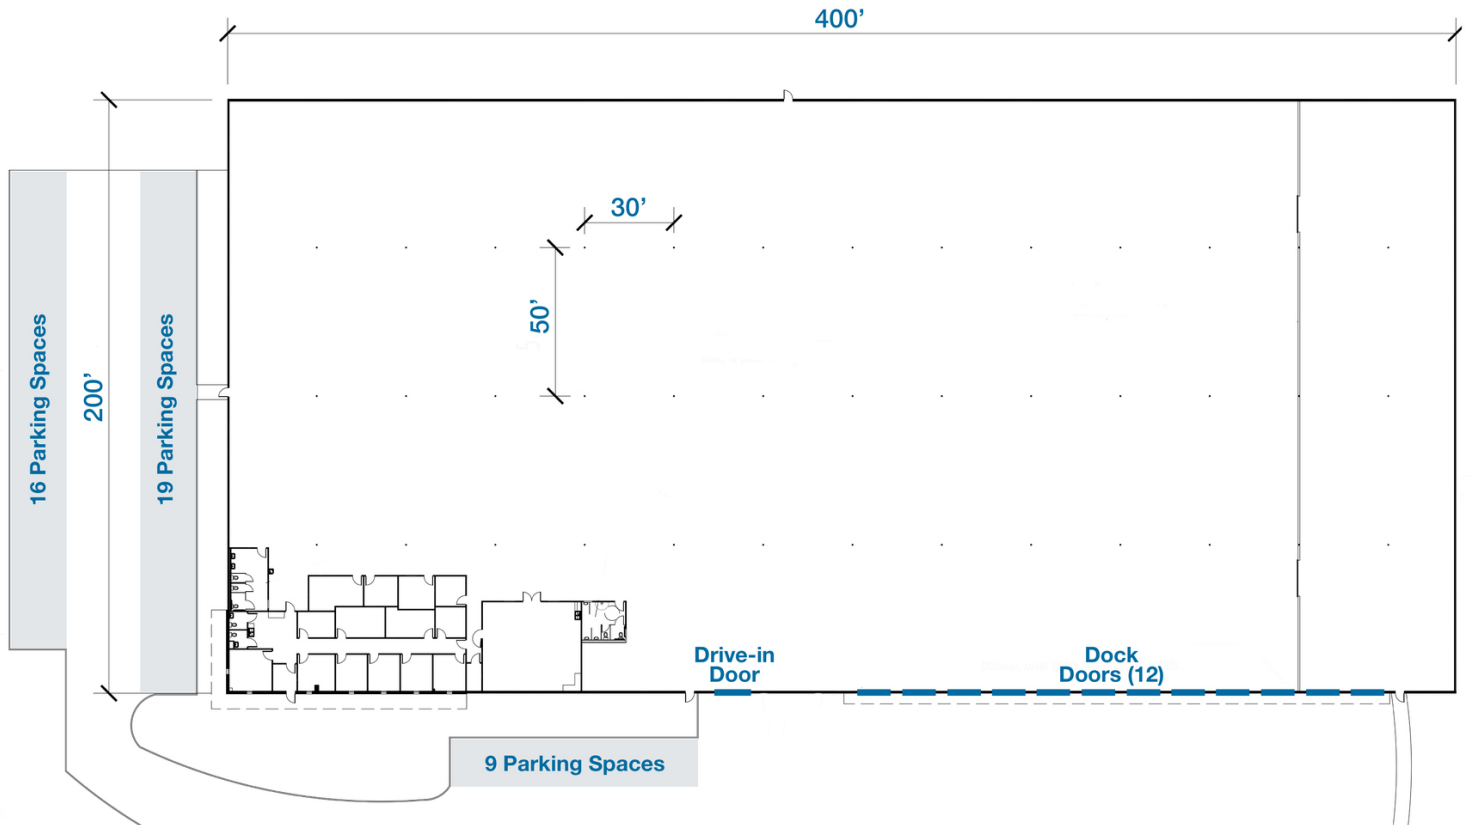 400’
30’
50’
200’
16 Parking Spaces
19 Parking Spaces
Drive-in
Door
Dock
Doors (12)
9 Parking Spaces